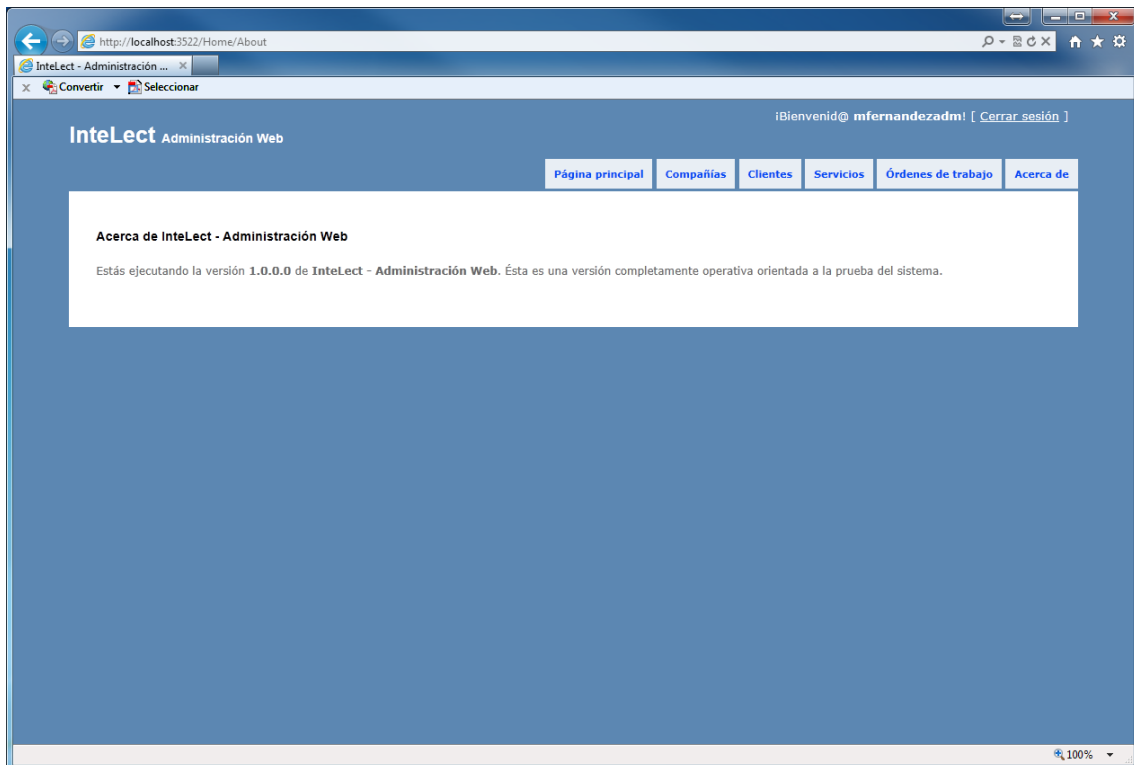 http://localhost:3522/Home/About
InteLect - Administración ...
Convertir Seleccionar
¡Bienvenid@ mfernandezadm! [ Cerrar sesión ]
InteLect Administración Web
Página principal Compañías Clientes Servicios Órdenes de trabajo Acerca de
Acerca de InteLect - Administración Web
Estás ejecutando la versión 1.0.0.0 de InteLect - Administración Web. Ésta es una versión completamente operativa orientada a la prueba del sistema.
100%